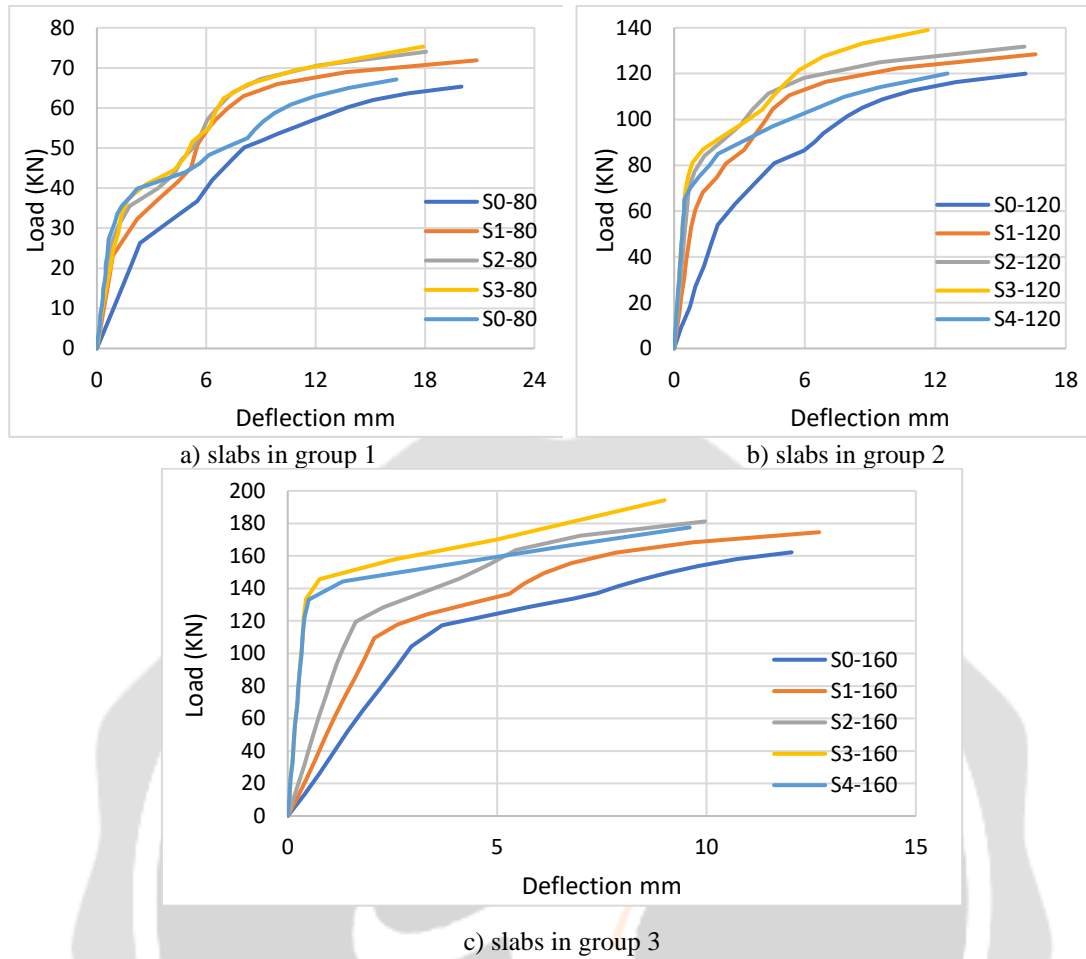 80
70
60
50
40
30
20
10
0
Load (KN)
0 6 12 18 24
Deflection mm
S0-80
S1-80
S2-80
S3-80
S0-80
a) slabs in group 1
140
120
100
80
60
40
20
0
Load (KN)
0 6 12 18
Deflection mm
S0-120
S1-120
S2-120
S3-120
S4-120
b) slabs in group 2
200
180
160
140
120
100
80
60
40
20
0
Load (KN)
0 5 10 15
Deflection mm
S0-160
S1-160
S2-160
S3-160
S4-160
c) slabs in group 3